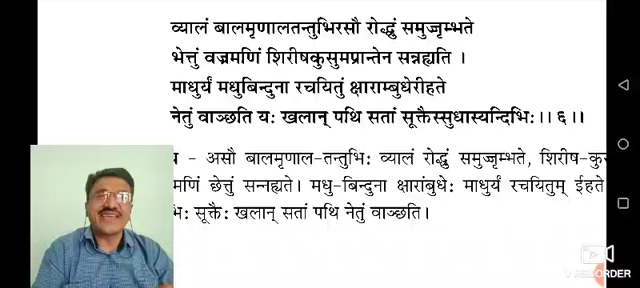 व्यालं बालमृणालतन्तुभिरसौ रोद्धुं समुज्जृम्भते
भेत्तुं वज्रमणिं शिरीषकुसुमप्रान्तेन सन्नह्यति ।
माधुर्यं मधुबिन्दुना रचयितुं क्षाराम्बुधेरीहते
नेतुं वाञ्छति यः खलान् पथि सतां सूक्तैस्सुधास्यन्दिभिः।।६।।
- असौ बालमृणाल-तन्तुभिः व्यालं रोद्धुं समुज्जृम्भते, शिरीष-कु
मणिं छेत्तुं सन्नह्यते। मधु-बिन्दुना क्षारांबुधेः माधुर्यं रचयितुम् ईहते
भिः सूक्तैः खलान् सतां पथि नेतुं वाञ्छति।
V RECORDER